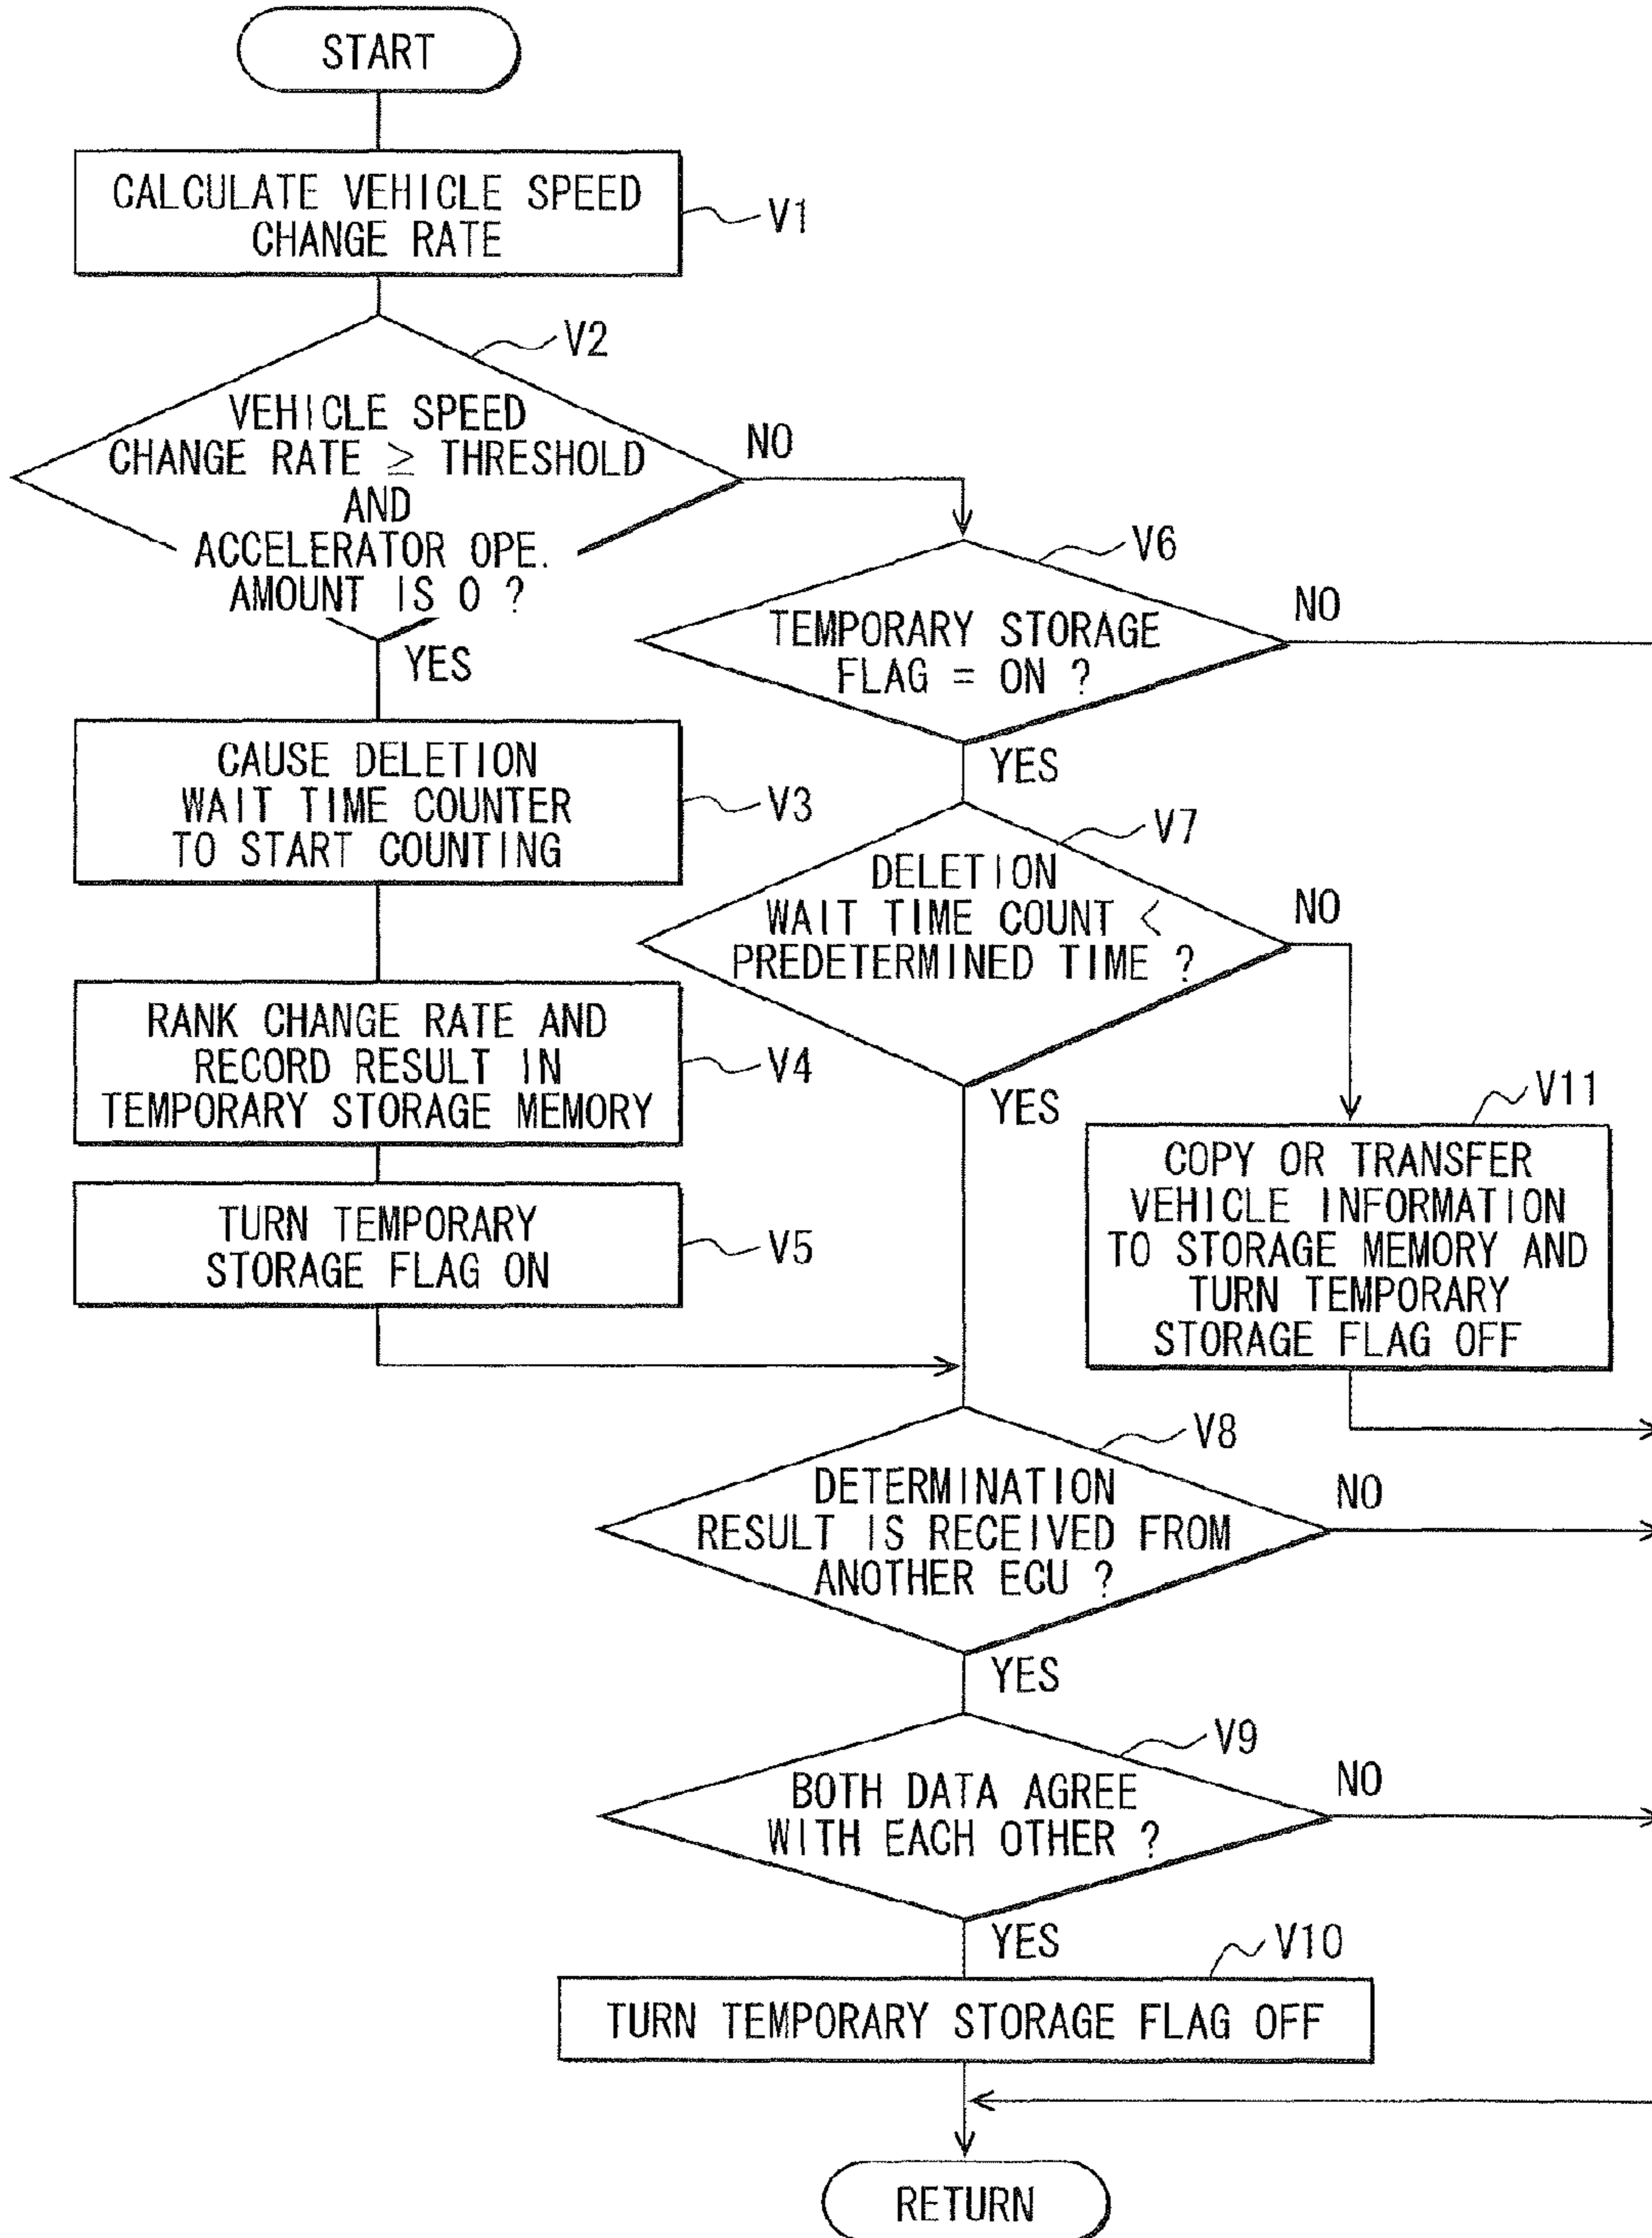 START
CALCULATE VEHICLE SPEED
CHANGE RATE
V1
V2
VEHICLE SPEED
CHANGE RATE ≥ THRESHOLD
AND
ACCELERATOR OPE.
AMOUNT IS 0 ?
NO
YES
CAUSE DELETION
WAIT TIME COUNTER
TO START COUNTING
V3
RANK CHANGE RATE AND
RECORD RESULT IN
TEMPORARY STORAGE MEMORY
V4
TURN TEMPORARY
STORAGE FLAG ON
V5
V6
TEMPORARY STORAGE
FLAG = ON ?
NO
YES
V7
DELETION
WAIT TIME COUNT <
PREDETERMINED TIME ?
NO
YES
V11
COPY OR TRANSFER
VEHICLE INFORMATION
TO STORAGE MEMORY AND
TURN TEMPORARY
STORAGE FLAG OFF
V8
DETERMINATION
RESULT IS RECEIVED FROM
ANOTHER ECU ?
NO
YES
V9
BOTH DATA AGREE
WITH EACH OTHER ?
NO
YES
V10
TURN TEMPORARY STORAGE FLAG OFF
RETURN